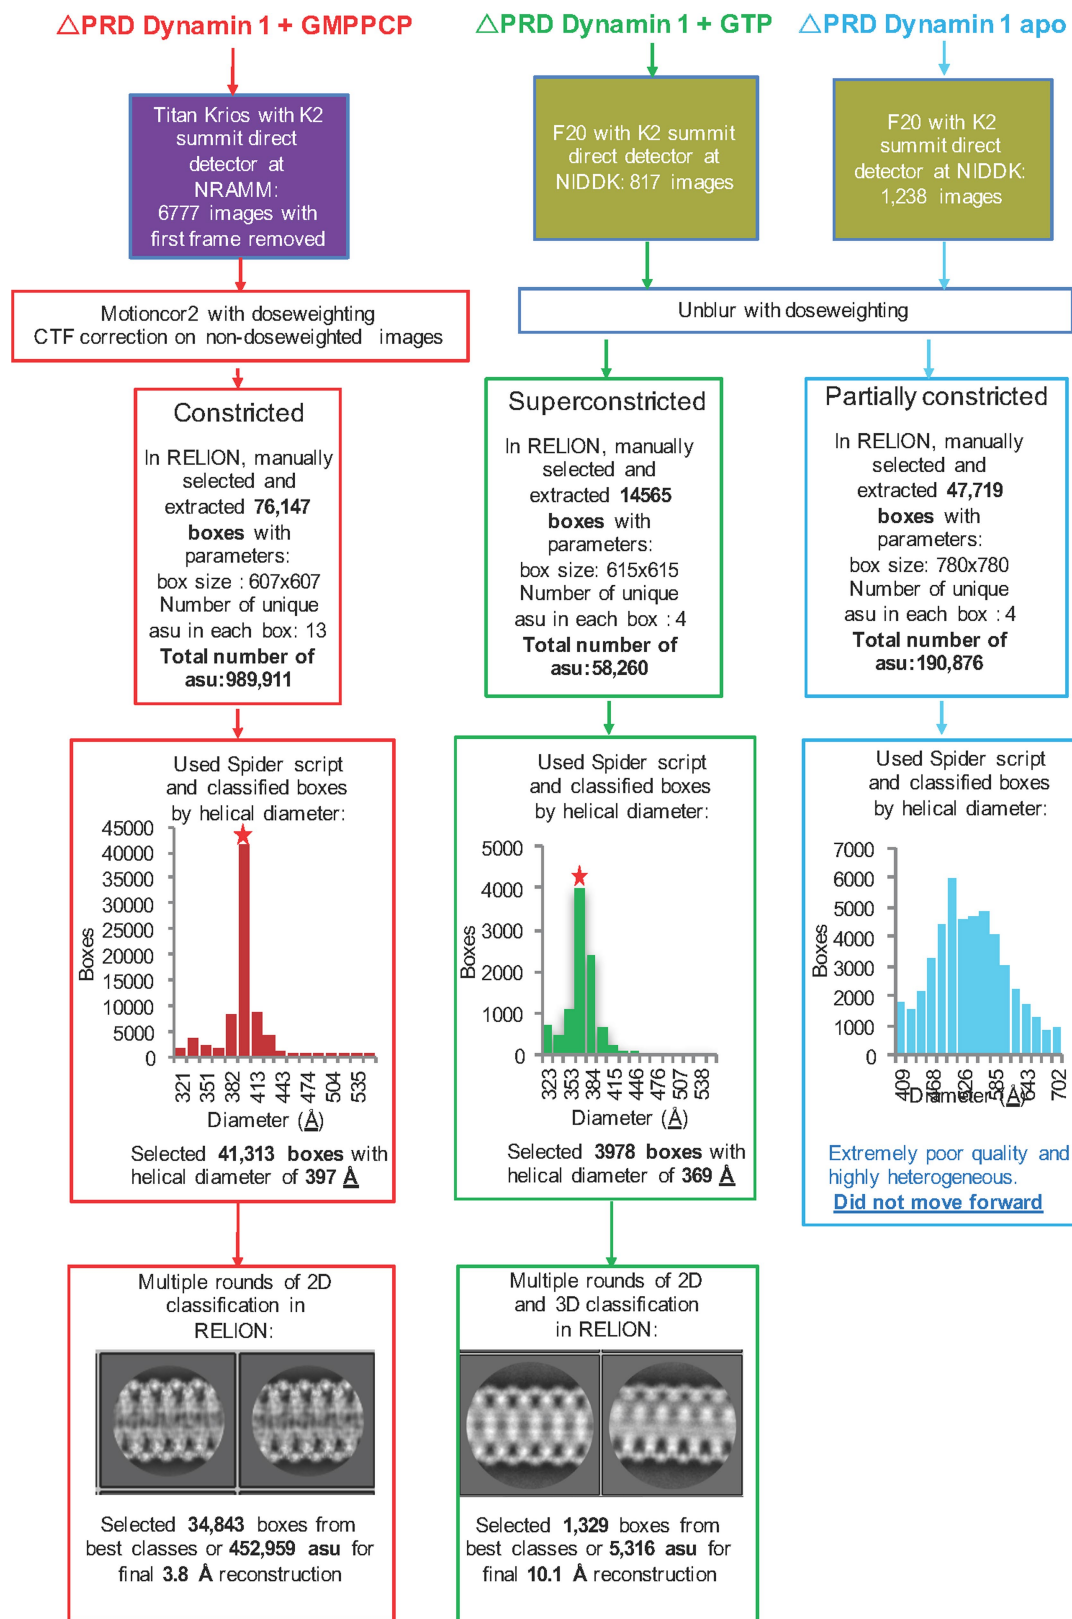 △PRD Dynamin 1 + GMPPCP
Titan Krios with K2
summit direct
detector at
NRAMM:
6777 images with
first frame removed
Motioncor2 with doseweighting
CTF correction on non-doseweighted images
Constricted
In RELION, manually
selected and
extracted 76,147
boxes with
parameters:
box size : 607x607
Number of unique
asu in each box: 13
Total number of
asu:989,911
Used Spider script
and classified boxes
by helical diameter:
45000
40000
35000
30000
25000
20000
15000
10000
5000
0
Boxes
321
351
382
413
443
474
504
535
Diameter (Å)
Selected 41,313 boxes with
helical diameter of 397 Å
Multiple rounds of 2D
classification in
RELION:
Selected 34,843 boxes from
best classes or 452,959 asu for
final 3.8 Å reconstruction
△PRD Dynamin 1 + GTP
F20 with K2 summit
direct detector at
NIDDK: 817 images
Unblur with doseweighting
Superconstricted
In RELION, manually
selected and
extracted 14565
boxes with
parameters:
box size: 615x615
Number of unique
asu in each box : 4
Total number of
asu:58,260
Used Spider script
and classified boxes
by helical diameter:
5000
4000
3000
2000
1000
0
Boxes
323
353
384
415
446
476
507
538
Diameter (Å)
Selected 3978 boxes with
helical diameter of 369 Å
Multiple rounds of 2D
and 3D classification
in RELION:
Selected 1,329 boxes from
best classes or 5,316 asu for
final 10.1 Å reconstruction
△PRD Dynamin 1 apo
F20 with K2
summit direct
detector at NIDDK:
1,238 images
Partially constricted
In RELION, manually
selected and
extracted 47,719
boxes with
parameters:
box size: 780x780
Number of unique
asu in each box : 4
Total number of
asu:190,876
Used Spider script
and classified boxes
by helical diameter:
7000
6000
5000
4000
3000
2000
1000
0
Boxes
409
468
526
585
643
702
Diameter (Å)
Extremely poor quality and
highly heterogeneous.
Did not move forward